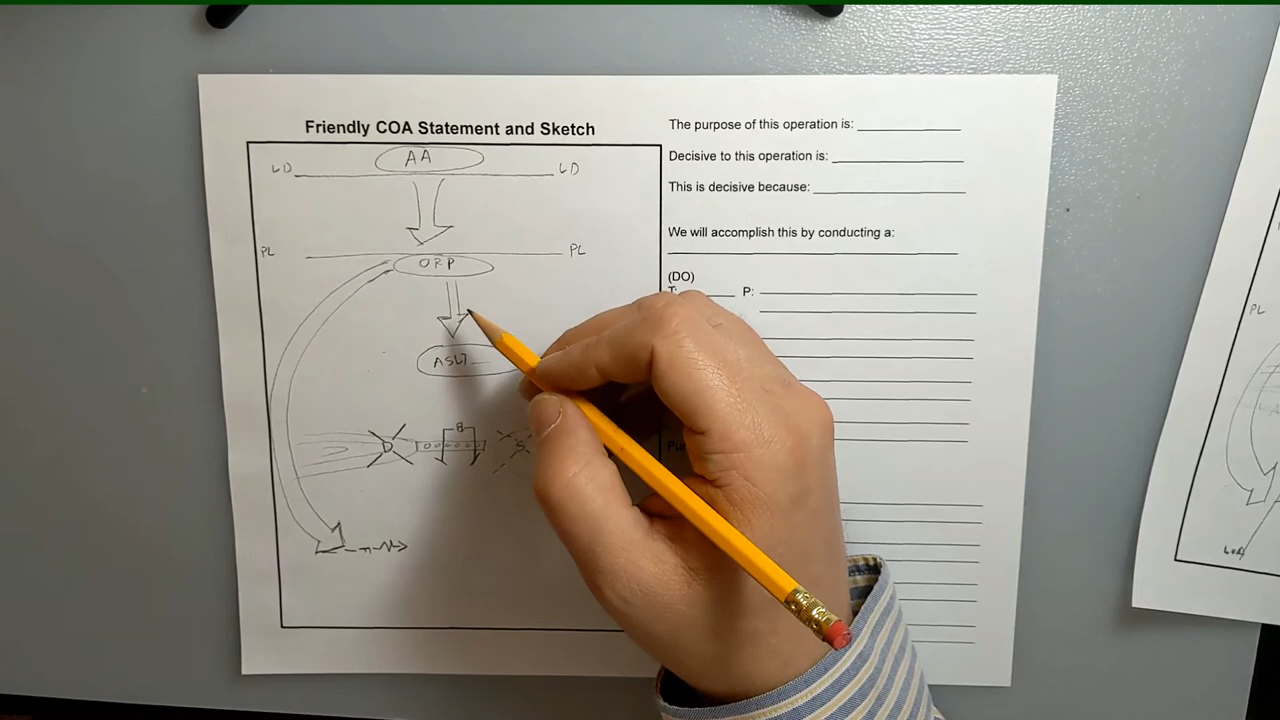 Friendly COA Statement and Sketch
AA
LD LD
PL PL
ORP
ASLT
D B S
The purpose of this operation is:
Decisive to this operation is:
This is decisive because:
We will accomplish this by conducting a:
(DO)
T: P:
PL